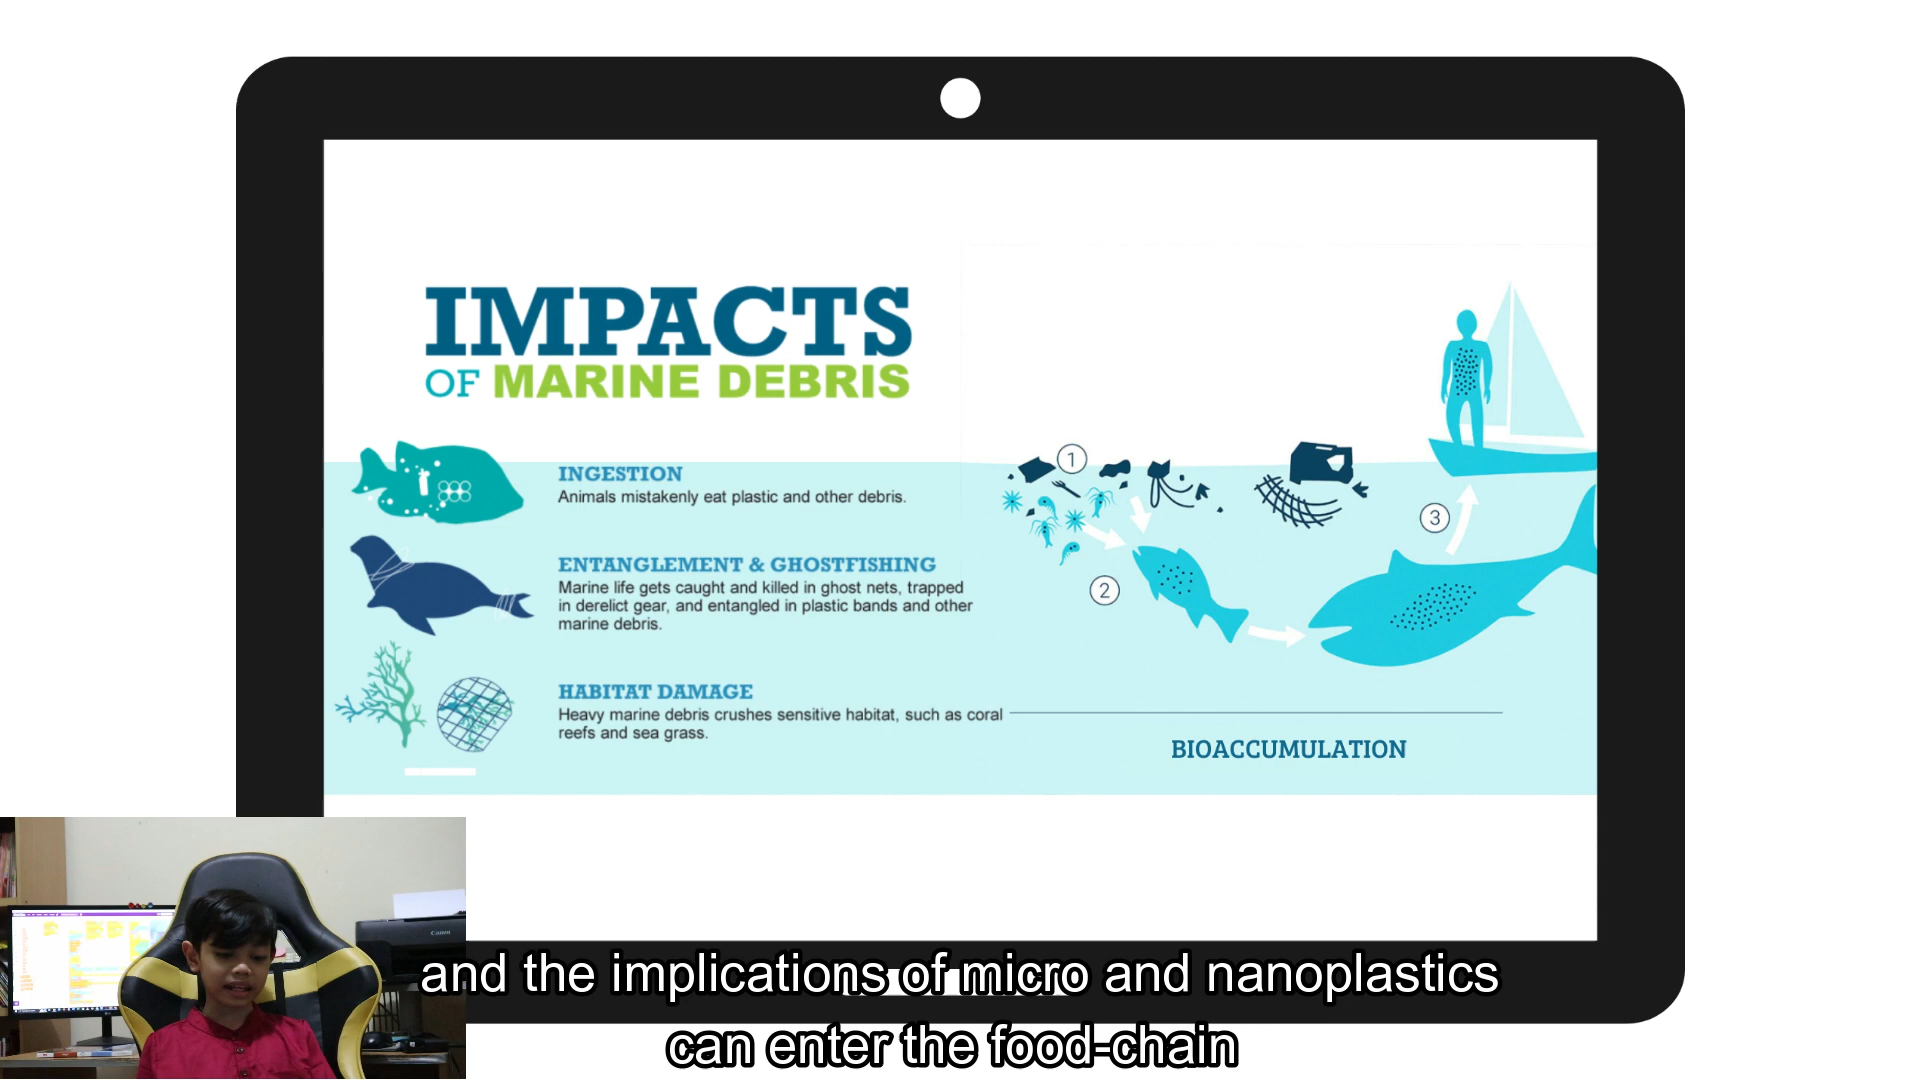 IMPACTS
OF MARINE DEBRIS
INGESTION
Animals mistakenly eat plastic and other debris.
ENTANGLEMENT & GHOSTFISHING
Marine life gets caught and killed in ghost nets, trapped
in derelict gear, and entangled in plastic bands and other
marine debris.
HABITAT DAMAGE
Heavy marine debris crushes sensitive habitat, such as coral
reefs and sea grass.
1
2
3
BIOACCUMULATION
Canon
and the implications of micro and nanoplastics
can enter the food-chain